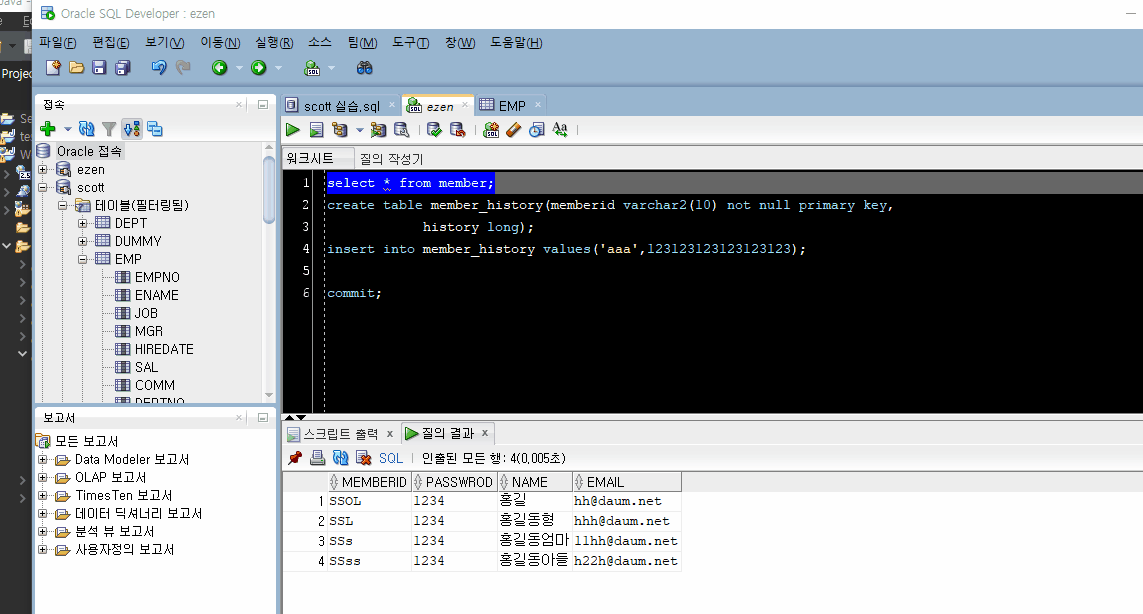 Java -
Oracle SQL Developer : ezen
파일(F) 편집(E) 보기(V) 이동(N) 실행(R) 소스 팀(M) 도구(T) 창(W) 도움말(H)
Projec
접속
Oracle 접속
ezen
scott
테이블(필터링됨)
DEPT
DUMMY
EMP
EMPNO
ENAME
JOB
MGR
HIREDATE
SAL
COMM
DEPTNO
보고서
모든 보고서
Data Modeler 보고서
OLAP 보고서
TimesTen 보고서
데이터 딕셔너리 보고서
분석 뷰 보고서
사용자정의 보고서
scott 실습.sql ezen EMP
워크시트 질의 작성기
1 select * from member;
2 create table member_history(memberid varchar2(10) not null primary key,
3 history long);
4 insert into member_history values('aaa',123123123123123123);
5
6 commit;
스크립트 출력 x 질의 결과 x
SQL | 인출된 모든 행: 4(0.005초)
MEMBERID PASSWROD NAME EMAIL
1 SSOL 1234 홍길 hh@daum.net
2 SSL 1234 홍길동형 hhh@daum.net
3 SSs 1234 홍길동엄마 11hh@daum.net
4 SSss 1234 홍길동아들 h22h@daum.net